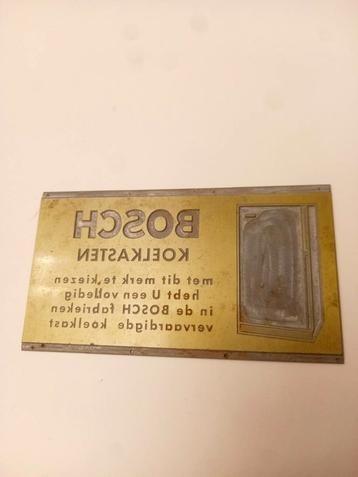 BOSCH
KOELKASTEN
met dit merk te kiezen
hebt U een volledig
in de BOSCH fabrieken
vervaardigde koelkast